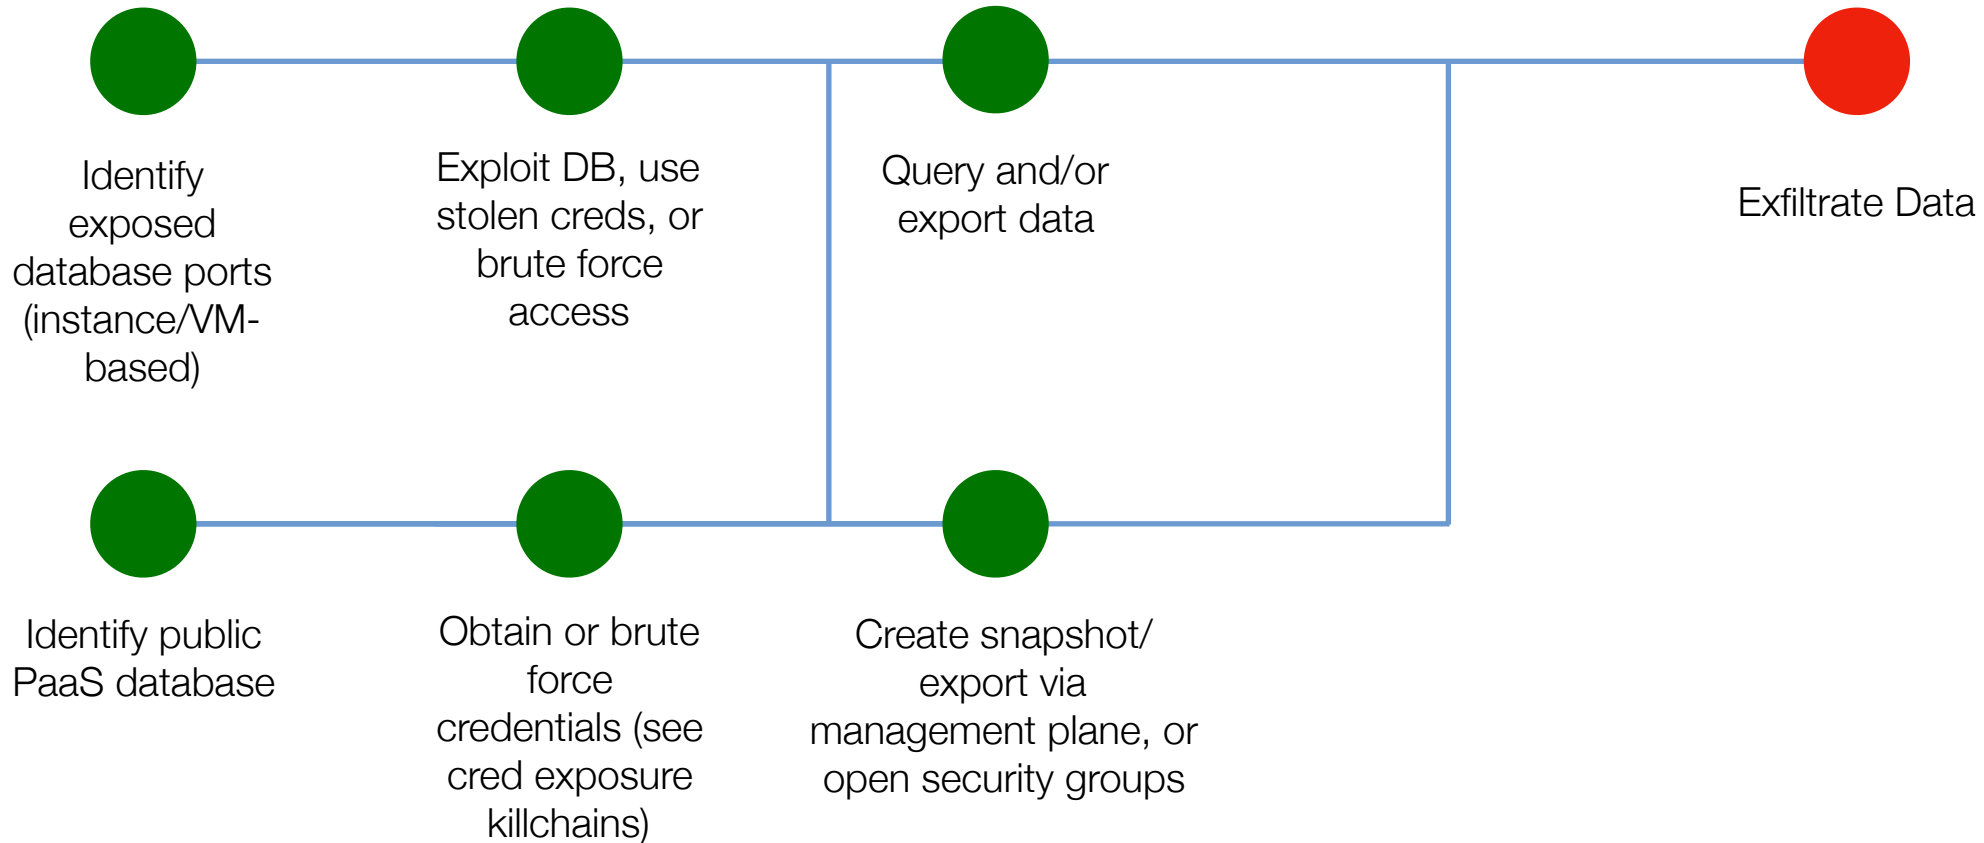 Identify
exposed
database ports
(instance/VM-
based)
Exploit DB, use
stolen creds, or
brute force
access
Query and/or
export data
Exfiltrate Data
Identify public
PaaS database
Obtain or brute
force
credentials (see
cred exposure
killchains)
Create snapshot/
export via
management plane, or
open security groups